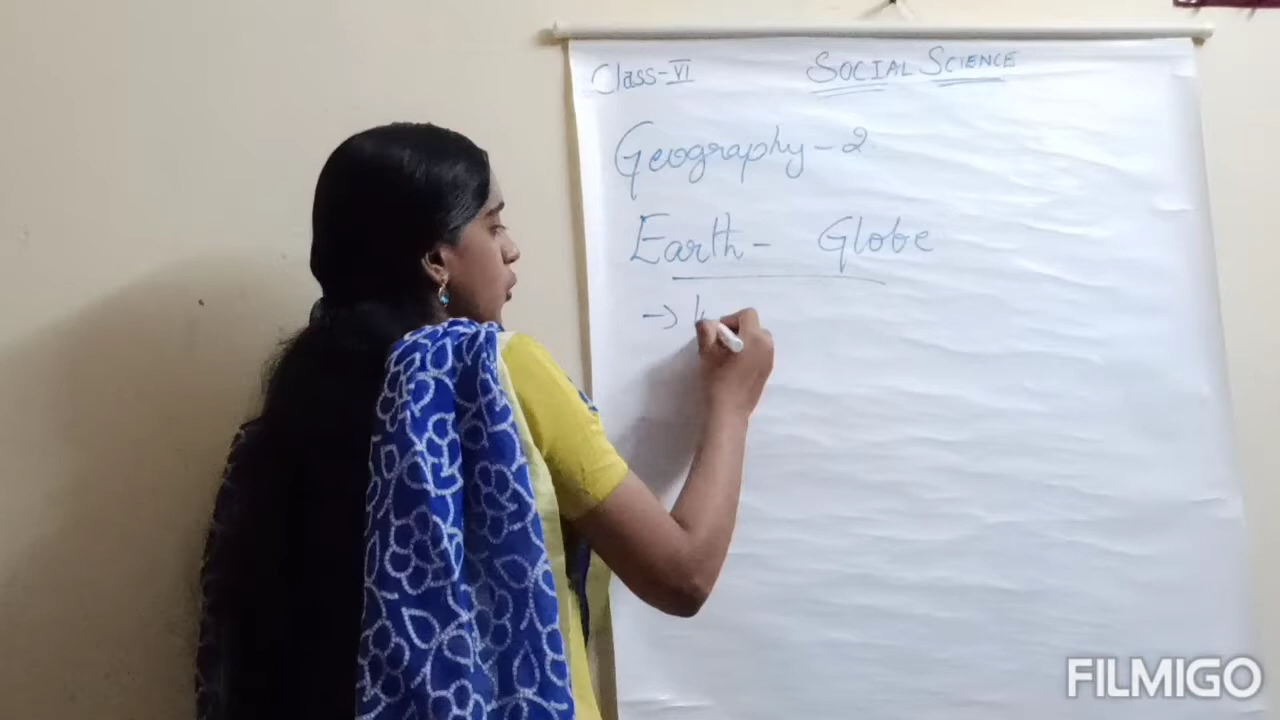 Class-VI SOCIAL SCIENCE
Geography-2
Earth- Globe
→
FILMIGO